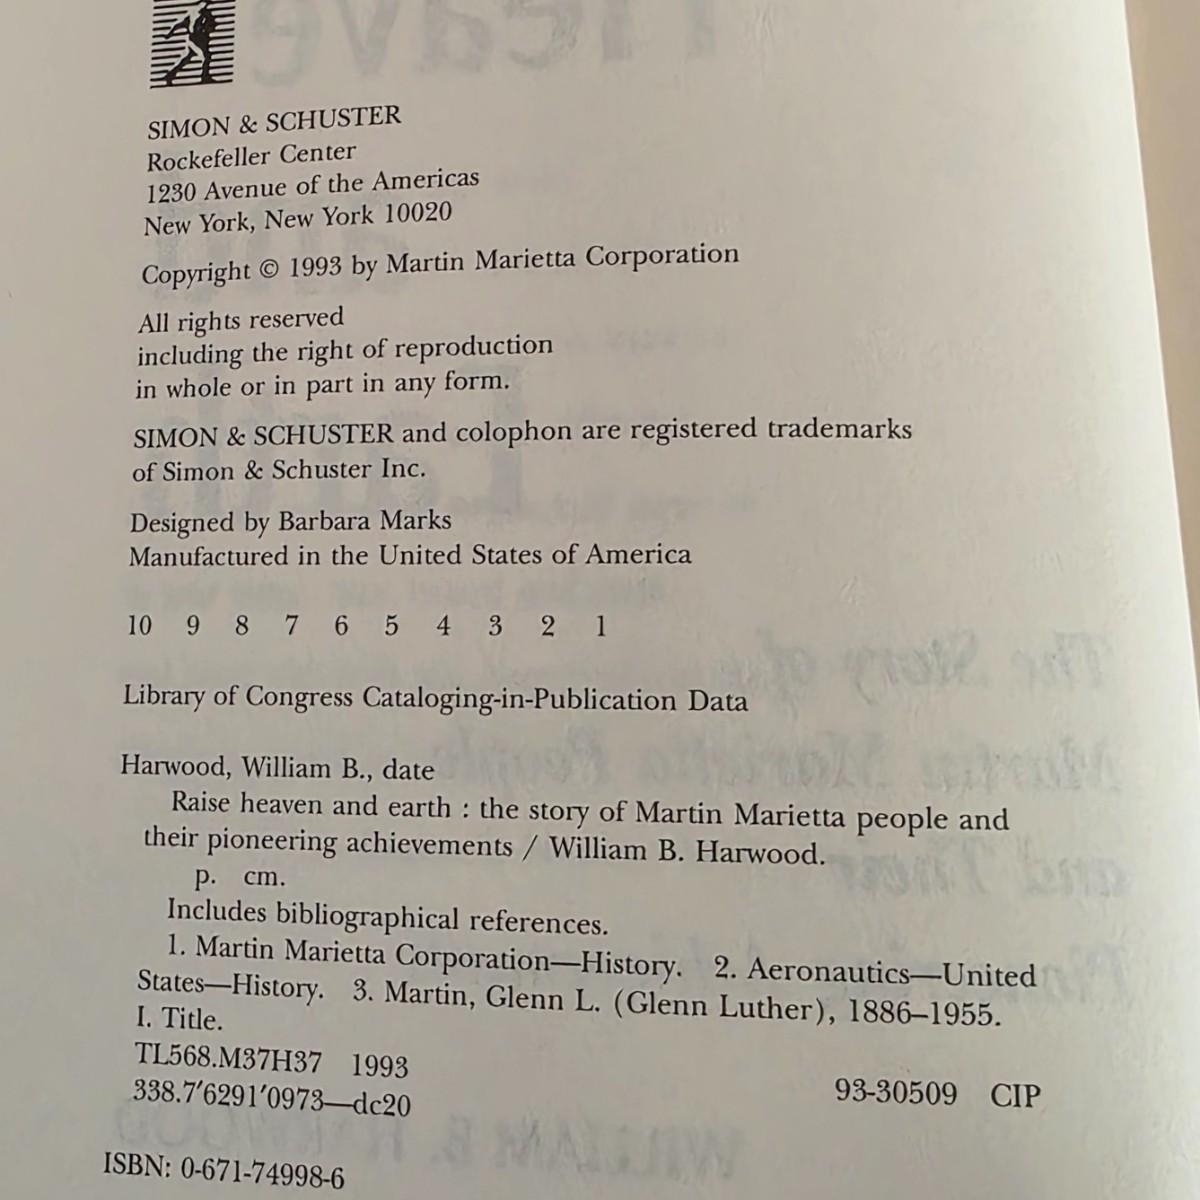 SIMON & SCHUSTER
Rockefeller Center
1230 Avenue of the Americas
New York, New York 10020
Copyright © 1993 by Martin Marietta Corporation
All rights reserved
including the right of reproduction
in whole or in part in any form.
SIMON & SCHUSTER and colophon are registered trademarks
of Simon & Schuster Inc.
Designed by Barbara Marks
Manufactured in the United States of America
10 9 8 7 6 5 4 3 2 1
Library of Congress Cataloging-in-Publication Data
Harwood, William B., date
Raise heaven and earth : the story of Martin Marietta people and
their pioneering achievements / William B. Harwood.
p. cm.
Includes bibliographical references.
1. Martin Marietta Corporation—History. 2. Aeronautics—United
States—History. 3. Martin, Glenn L. (Glenn Luther), 1886–1955.
I. Title.
TL568.M37H37 1993
338.7′6291′0973—dc20
93-30509 CIP
ISBN: 0-671-74998-6